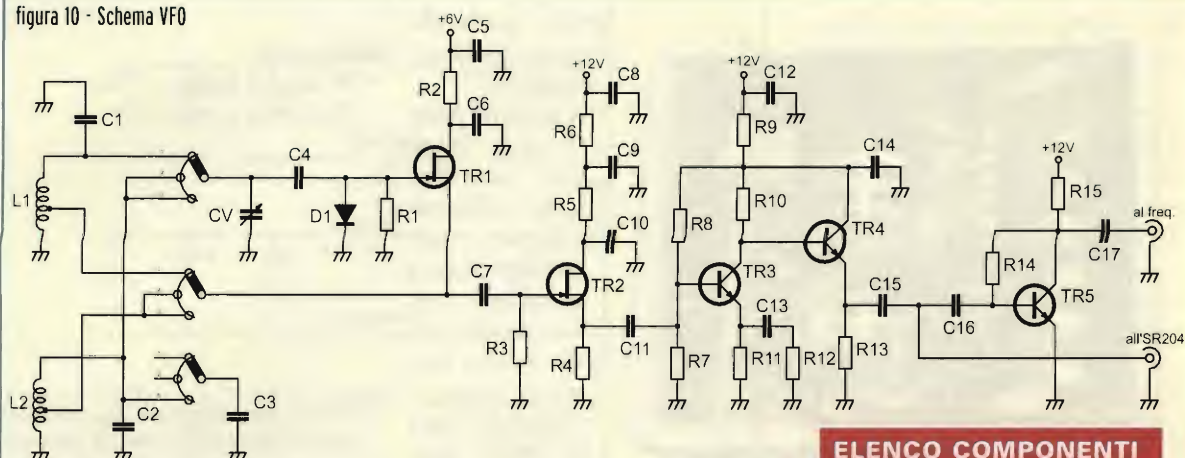 figura 10 - Schema VFO
+6V
C5
R2
C6
C1
C4
TR1
L1
CV
D1
R1
+12V
C8
R6
C9
R5
C10
C7
TR2
R3
R4
C11
L2
C2
C3
+12V
C12
R9
C14
R8
R10
TR4
TR3
C13
R7
R11
R12
R13
C15
C16
+12V
R15
al freq.
C17
R14
TR5
all'SR204
ELENCO COMPONENTI